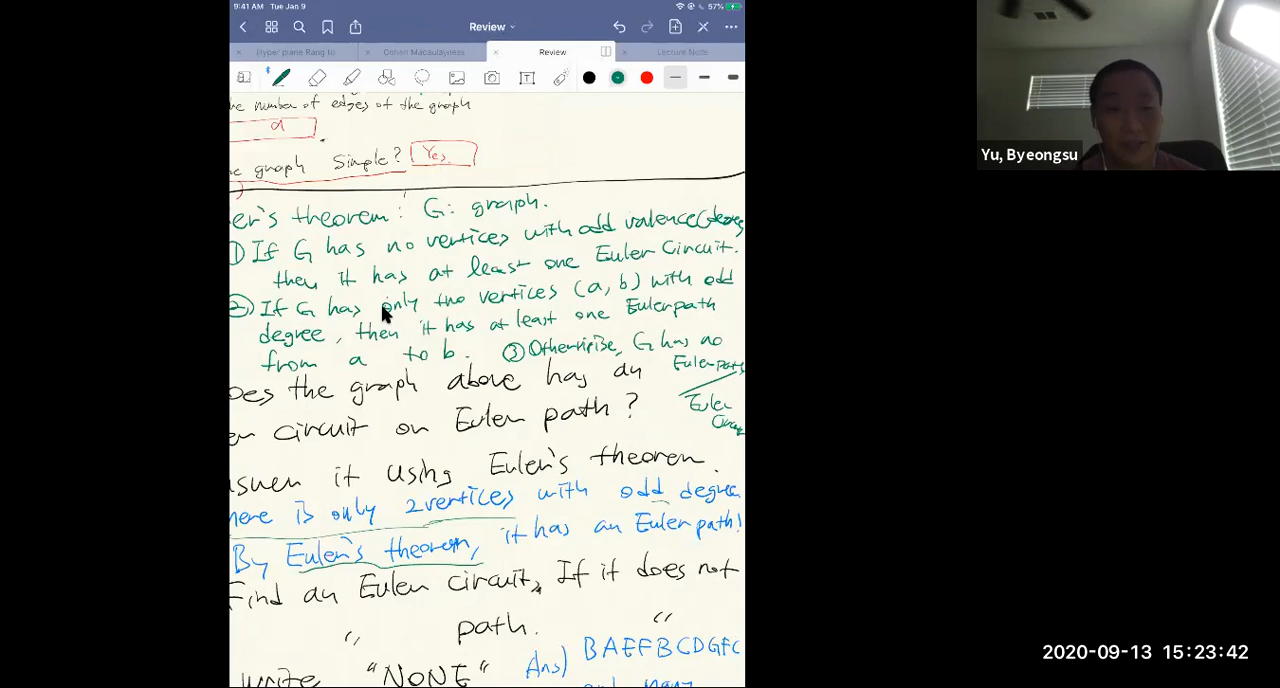 9:41 AM Tue Jan 9
57%
Review
Hyper plane Rang to
Cohen Macaulayness
Review
Lecture Note
he number of edges of the graph
a
he graph Simple? Yes.
er's theorem: G: graph.
① If G has no vertices with odd valence(
then it has at least one Euler Circuit.
② If G has only two vertices (a, b) with odd
degree, then it has at least one Euler path
from a to b. ③ Otherwise, G has no
Euler path
Euler
oes the graph above has an
er circuit or Euler path?
nswer it using Euler's theorem.
here is only 2 vertices with odd degree
By Euler's theorem, it has an Euler path!
Find an Euler circuit, If it does not
" path. "
write "NONE" Ans) BAEFBCDGFC
and many
Yu, Byeongsu
2020-09-13 15:23:42